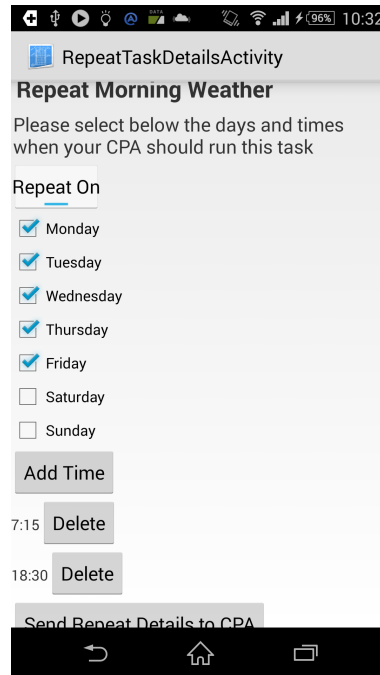 DATA
96%
10:32
RepeatTaskDetailsActivity
Repeat Morning Weather
Please select below the days and times
when your CPA should run this task
Repeat On
Monday
Tuesday
Wednesday
Thursday
Friday
Saturday
Sunday
Add Time
7:15 Delete
18:30 Delete
Send Repeat Details to CPA